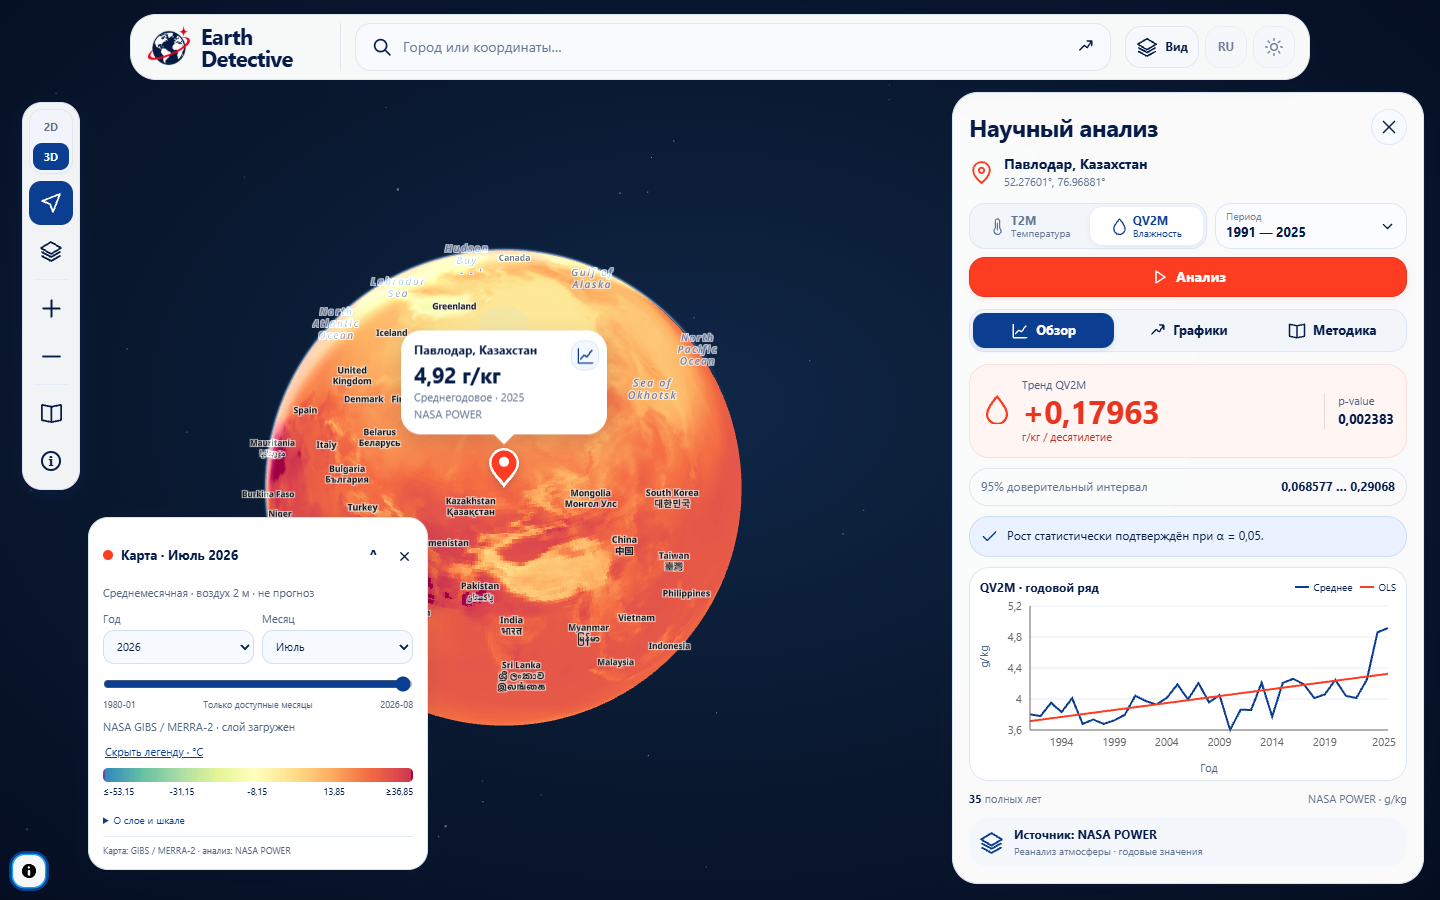 Earth
Detective
Город или координаты...
Вид
RU
2D
3D
Hudson
Bay
Canada
Labrador
Sea
Gulf of
Alaska
Greenland
North
Atlantic
Ocean
Iceland
North
Pacific
Ocean
United
Kingdom
Denmark
Sea of
Okhotsk
Spain
Belarus
Беларусь
Mauritania
Italy
Bulgaria
България
Burkina Faso
Niger
Turkey
Kazakhstan
Қазақстан
Mongolia
Монгол Улс
South Korea
대한민국
China
中国
Taiwan
臺灣
Pakistan
پاکستان
Philippines
India
भारत
Myanmar
Vietnam
Indonesia
Malaysia
Sri Lanka
ශ්‍රී ලංකාව
இலங்கை
Павлодар, Казахстан
4,92 г/кг
Среднегодовое · 2025
NASA POWER
Карта · Июль 2026
Среднемесячная · воздух 2 м · не прогноз
Год Месяц
2026 Июль
1980-01 Только доступные месяцы 2026-08
NASA GIBS / MERRA-2 · слой загружен
Скрыть легенду · °C
≤-53,15 -31,15 -8,15 13,85 ≥36,85
О слое и шкале
Карта: GIBS / MERRA-2 · анализ: NASA POWER
Научный анализ
Павлодар, Казахстан
52.27601°, 76.96881°
T2M
Температура
QV2M
Влажность
Период
1991 — 2025
Анализ
Обзор Графики Методика
Тренд QV2M
+0,17963
г/кг / десятилетие
p-value
0,002383
95% доверительный интервал 0,068577 ... 0,29068
Рост статистически подтверждён при α = 0,05.
QV2M · годовой ряд
Среднее OLS
5,2
4,8
4,4
4
3,6
g/kg
1994 1999 2004 2009 2014 2019 2025
Год
35 полных лет NASA POWER · g/kg
Источник: NASA POWER
Реанализ атмосферы · годовые значения